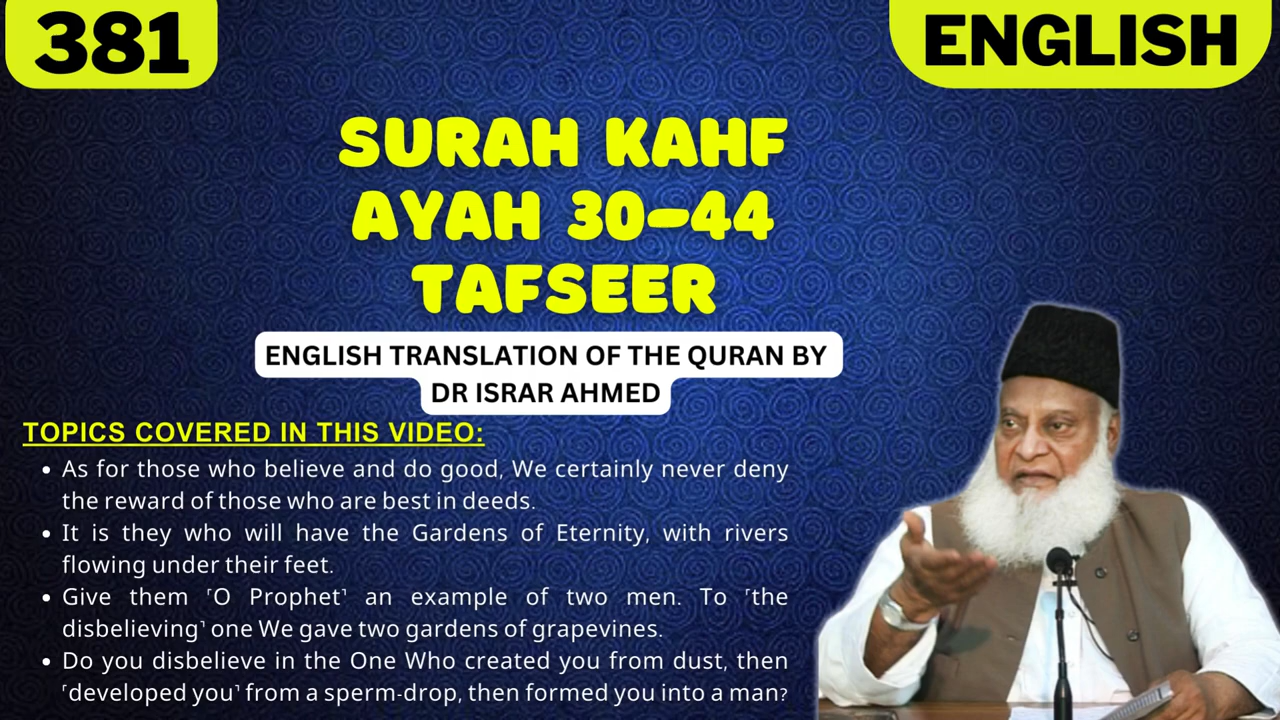 381
ENGLISH
SURAH KAHF
AYAH 30-44
TAFSEER
ENGLISH TRANSLATION OF THE QURAN BY
DR ISRAR AHMED
TOPICS COVERED IN THIS VIDEO:
• As for those who believe and do good, We certainly never deny
the reward of those who are best in deeds.
• It is they who will have the Gardens of Eternity, with rivers
flowing under their feet.
• Give them ˹O Prophet˺ an example of two men. To ˹the
disbelieving˺ one We gave two gardens of grapevines.
• Do you disbelieve in the One Who created you from dust, then
˹developed you˺ from a sperm-drop, then formed you into a man?